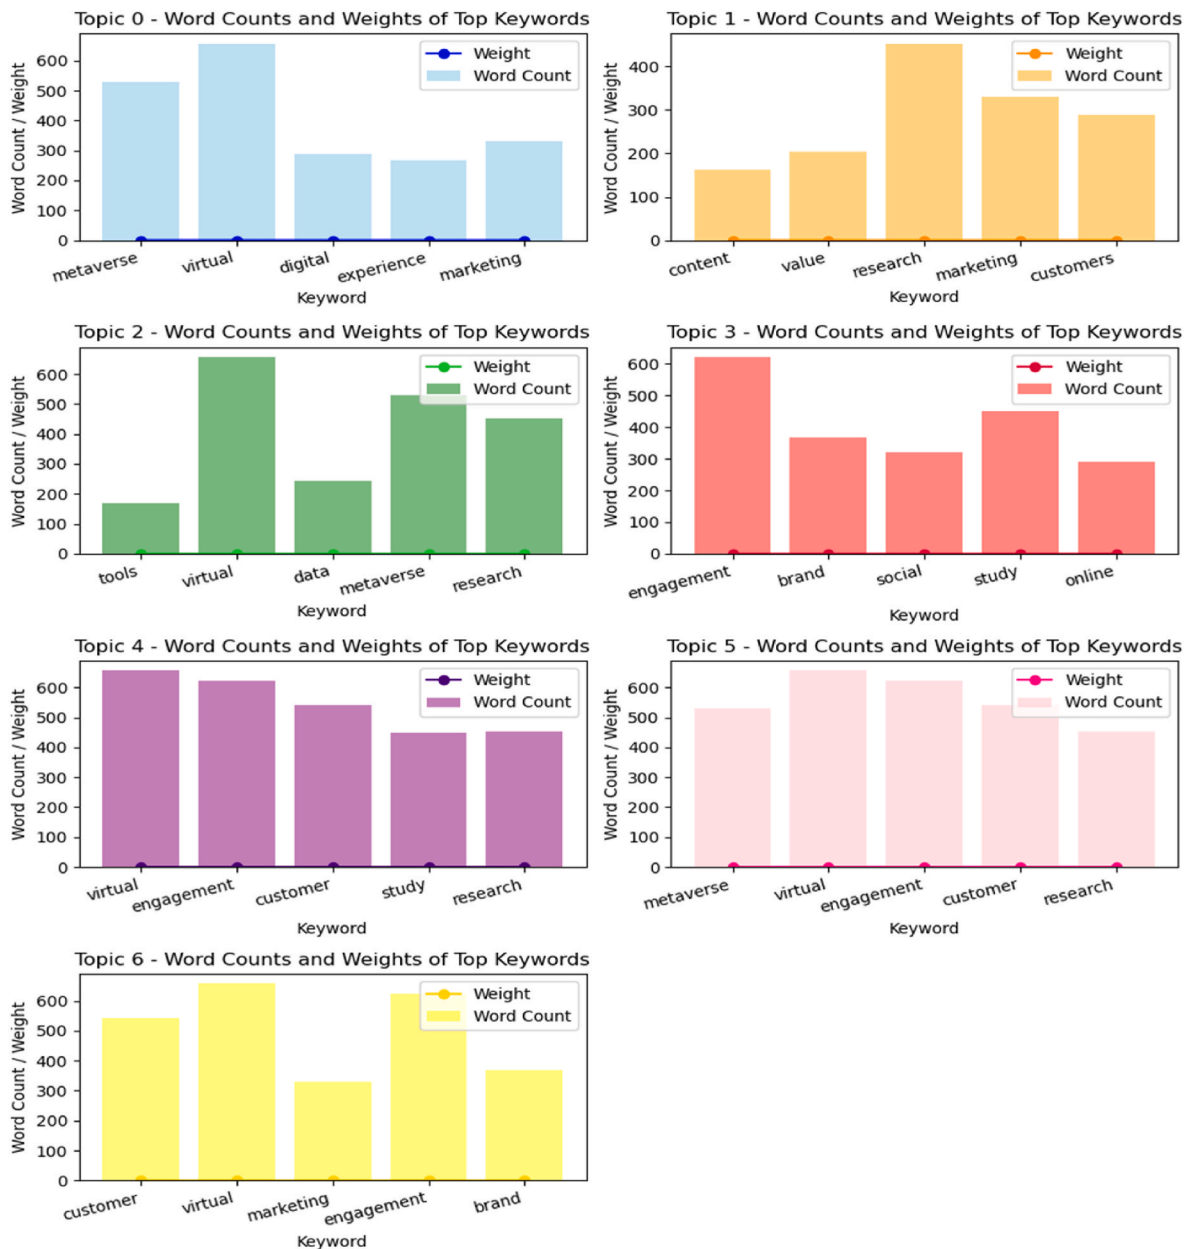 Topic 0 - Word Counts and Weights of Top Keywords
Word Count / Weight
600
500
400
300
200
100
0
Weight
Word Count
metaverse virtual digital experience marketing
Keyword
Topic 1 - Word Counts and Weights of Top Keywords
Word Count / Weight
400
300
200
100
0
Weight
Word Count
content value research marketing customers
Keyword
Topic 2 - Word Counts and Weights of Top Keywords
Word Count / Weight
600
500
400
300
200
100
0
Weight
Word Count
tools virtual data metaverse research
Keyword
Topic 3 - Word Counts and Weights of Top Keywords
Word Count / Weight
600
500
400
300
200
100
0
Weight
Word Count
engagement brand social study online
Keyword
Topic 4 - Word Counts and Weights of Top Keywords
Word Count / Weight
600
500
400
300
200
100
0
Weight
Word Count
virtual engagement customer study research
Keyword
Topic 5 - Word Counts and Weights of Top Keywords
Word Count / Weight
600
500
400
300
200
100
0
Weight
Word Count
metaverse virtual engagement customer research
Keyword
Topic 6 - Word Counts and Weights of Top Keywords
Word Count / Weight
600
500
400
300
200
100
0
Weight
Word Count
customer virtual marketing engagement brand
Keyword